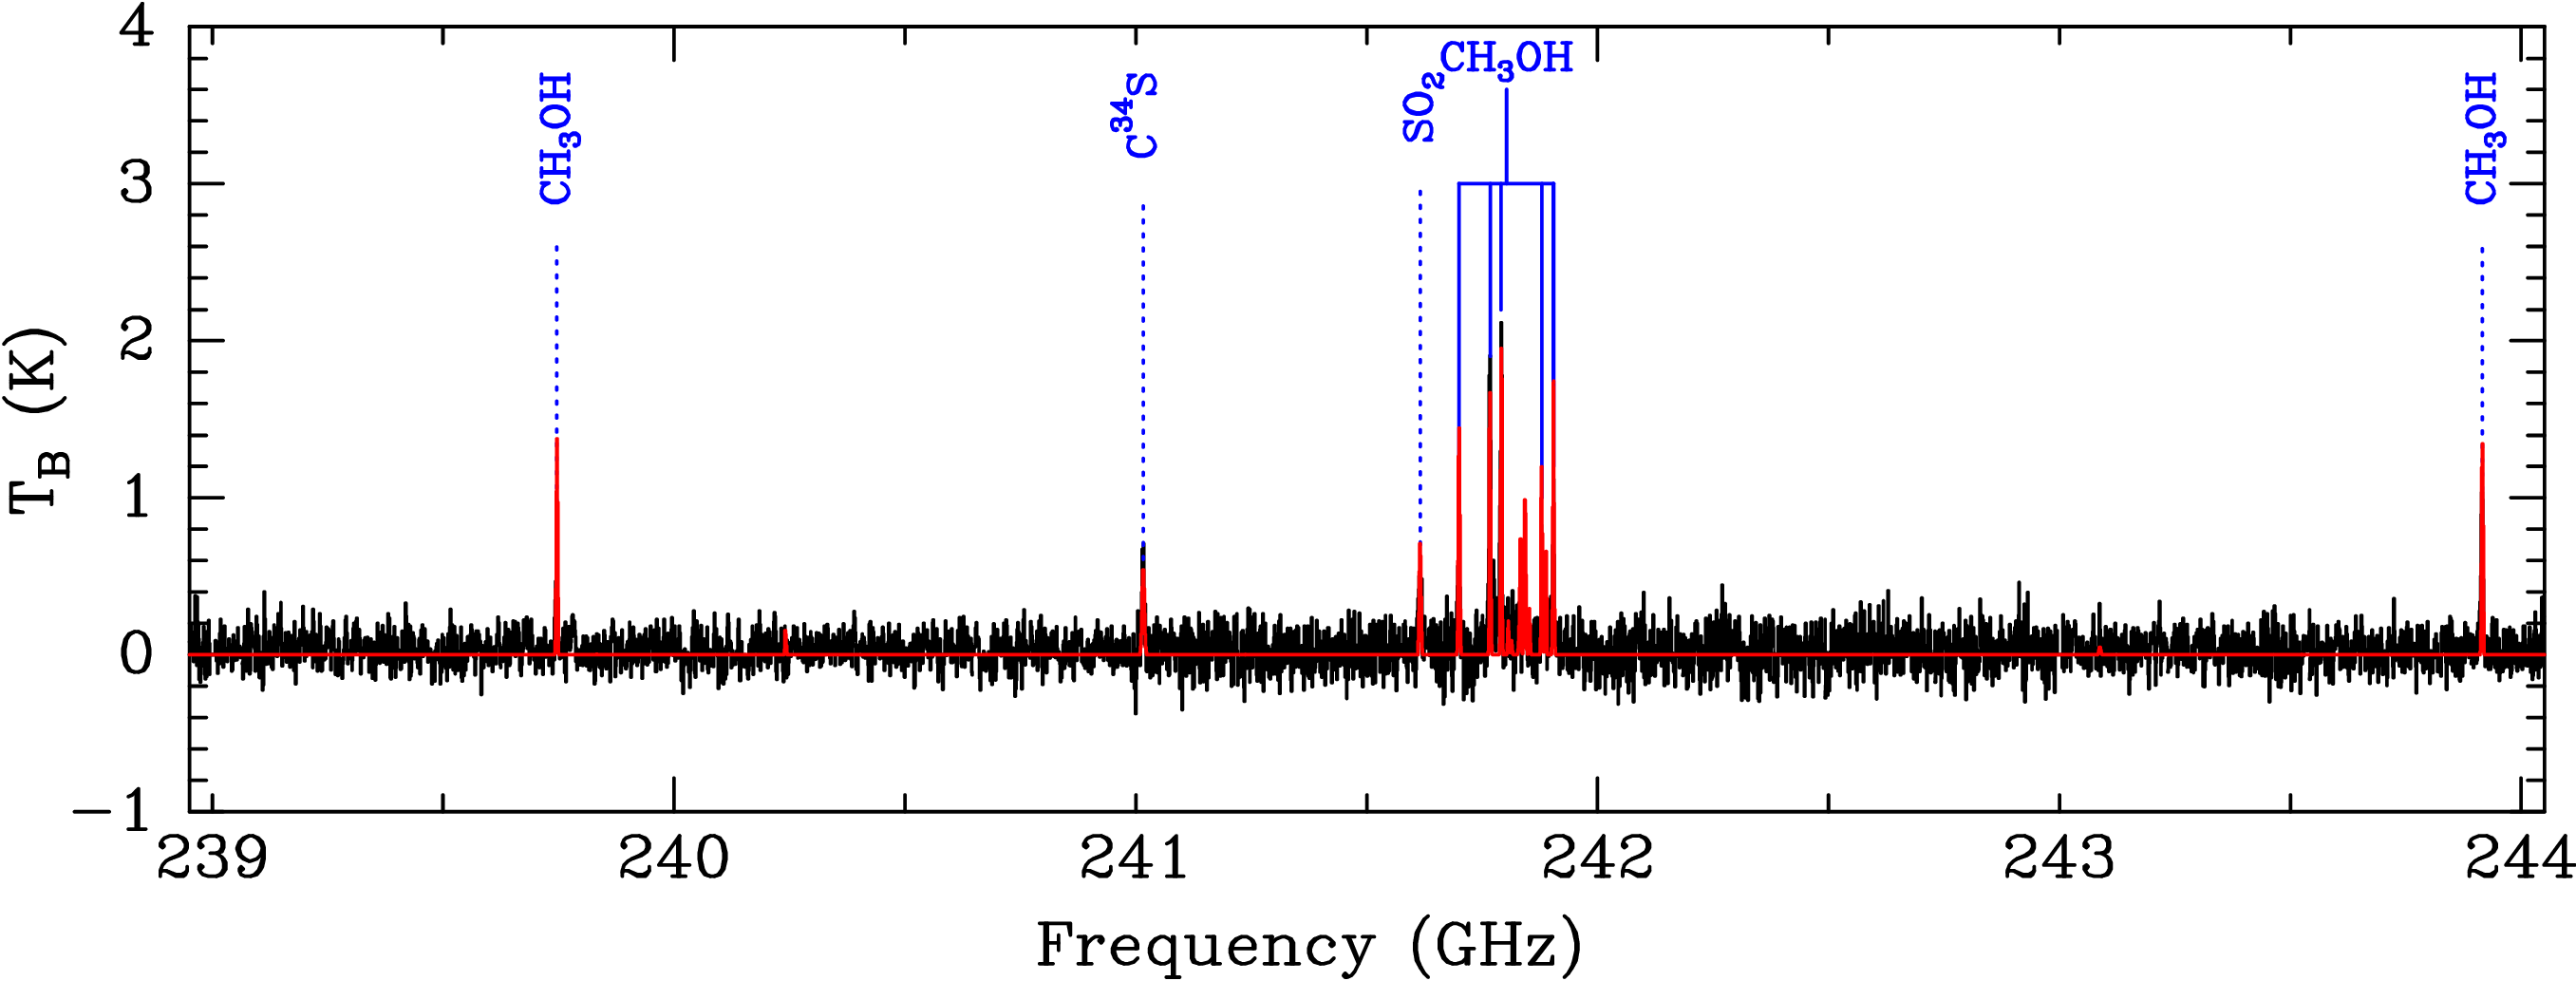 4
3
2
1
0
−1
T_B (K)
CH₃OH
C³⁴S
SO₂
CH₃OH
CH₃OH
239 240 241 242 243 244
Frequency (GHz)